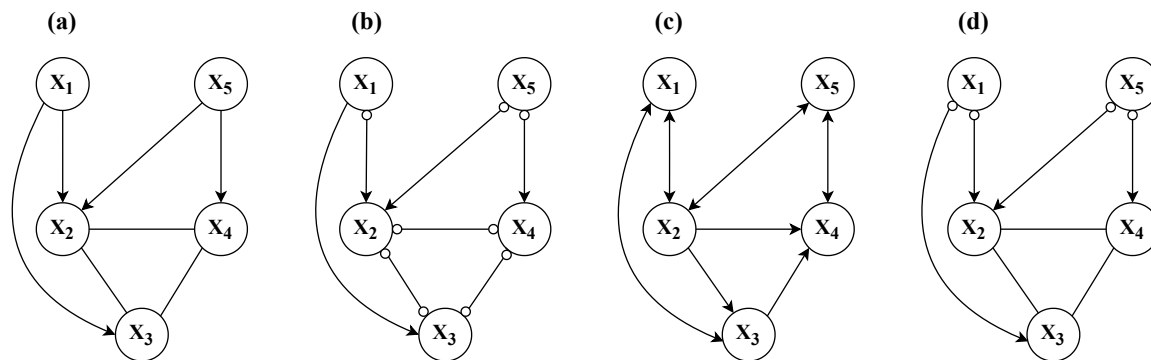 (a) (b) (c) (d)
X1 X5 X1 X5 X1 X5 X1 X5
X2 X4 X2 X4 X2 X4 X2 X4
X3 X3 X3 X3